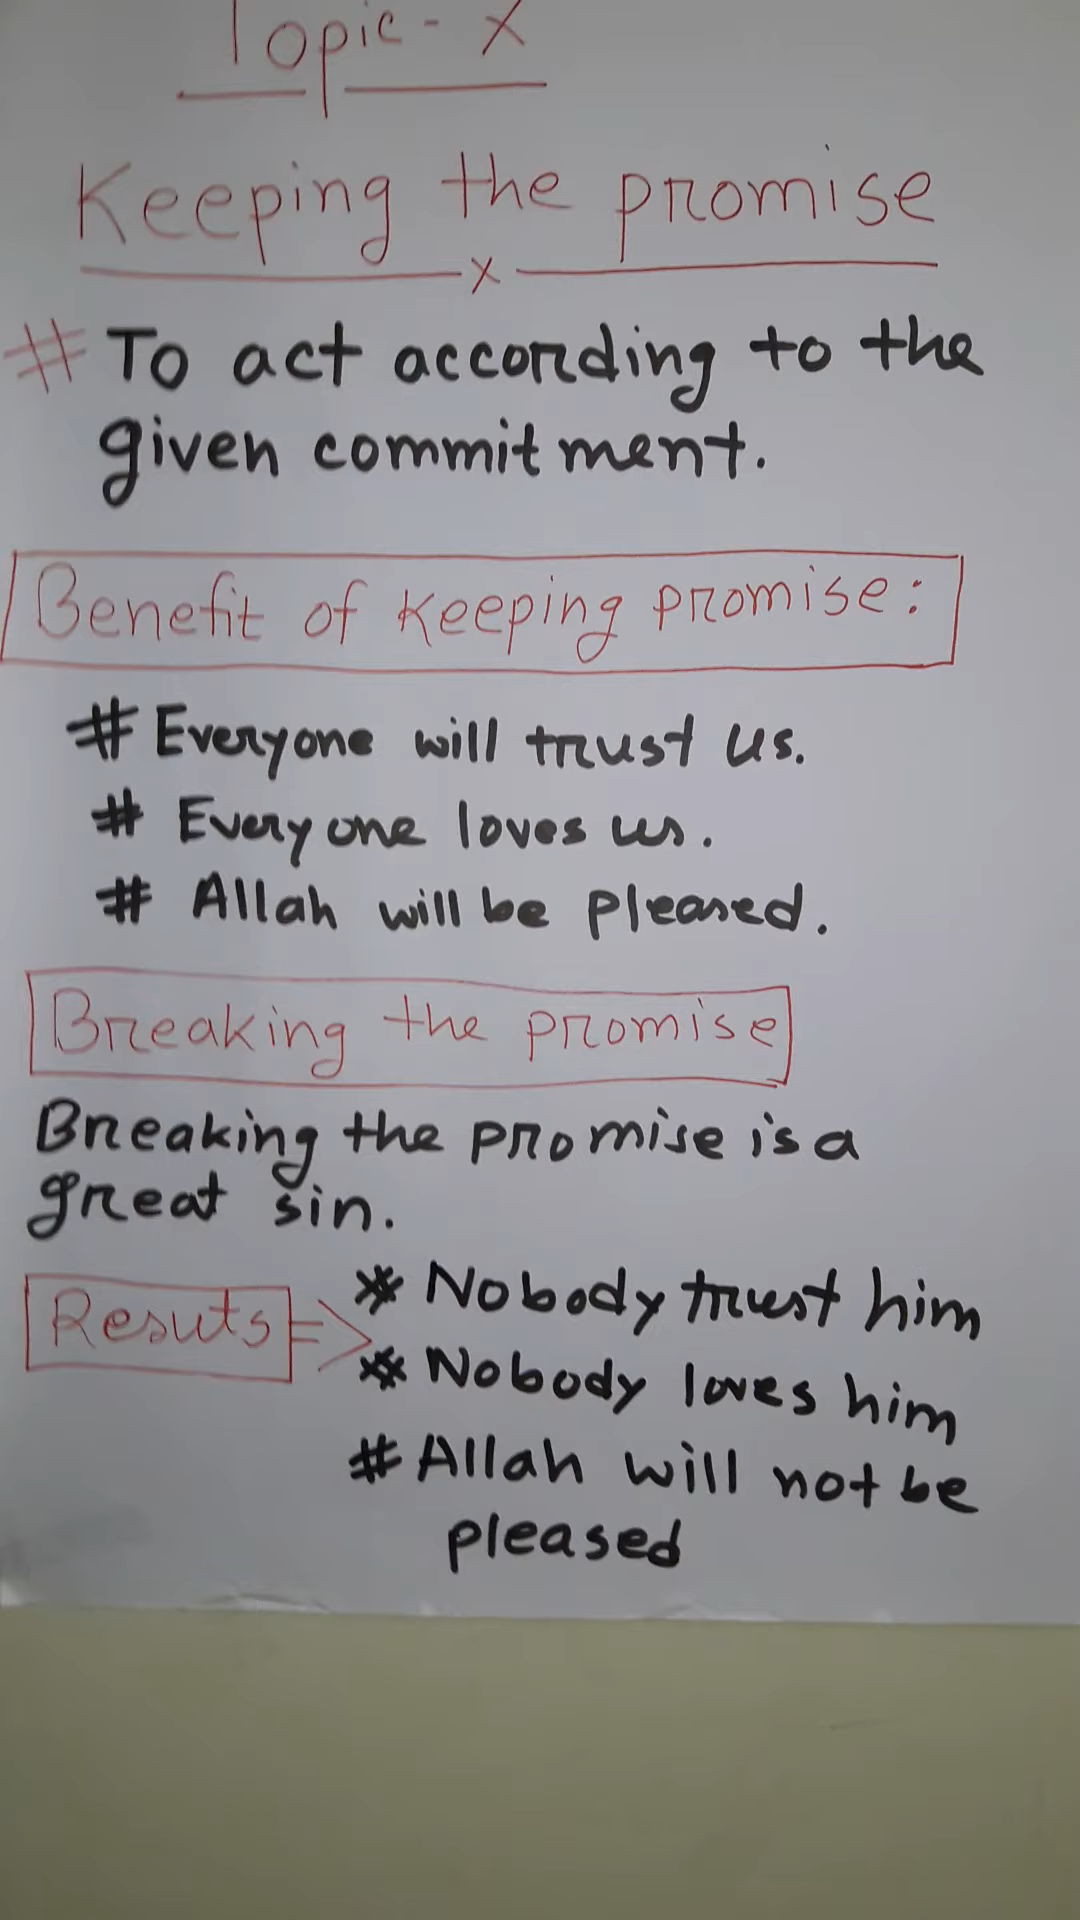 Topic - X
Keeping the promise
x
# To act according to the
given commitment.
Benefit of keeping promise:
# Everyone will trust us.
# Everyone loves us.
# Allah will be pleased.
Breaking the promise
Breaking the promise is a
great sin.
Resuts => * Nobody trust him
* Nobody loves him
# Allah will not be
pleased